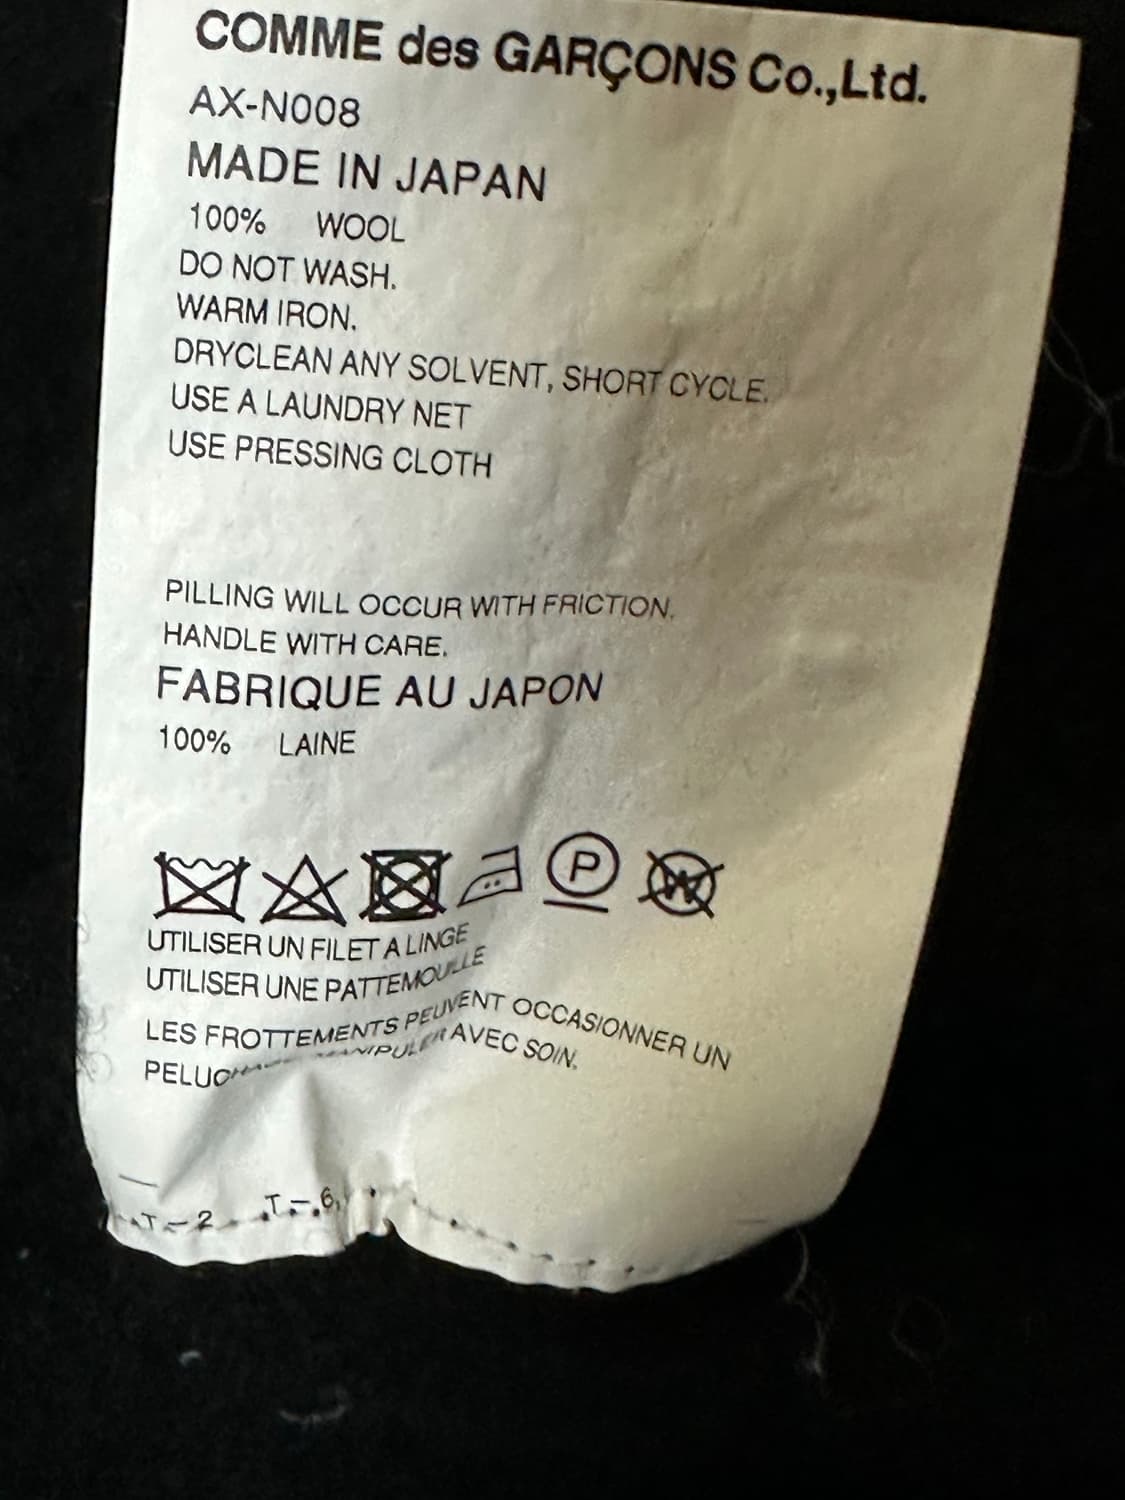 COMME des GARÇONS Co.,Ltd.
AX-N008
MADE IN JAPAN
100% WOOL
DO NOT WASH.
WARM IRON.
DRYCLEAN ANY SOLVENT, SHORT CYCLE.
USE A LAUNDRY NET
USE PRESSING CLOTH
PILLING WILL OCCUR WITH FRICTION.
HANDLE WITH CARE.
FABRIQUE AU JAPON
100% LAINE
P W
UTILISER UN FILET A LINGE
UTILISER UNE PATTEMOUILLE
LES FROTTEMENTS PEUVENT OCCASIONNER UN
AVEC SOIN.
T-2 T-6